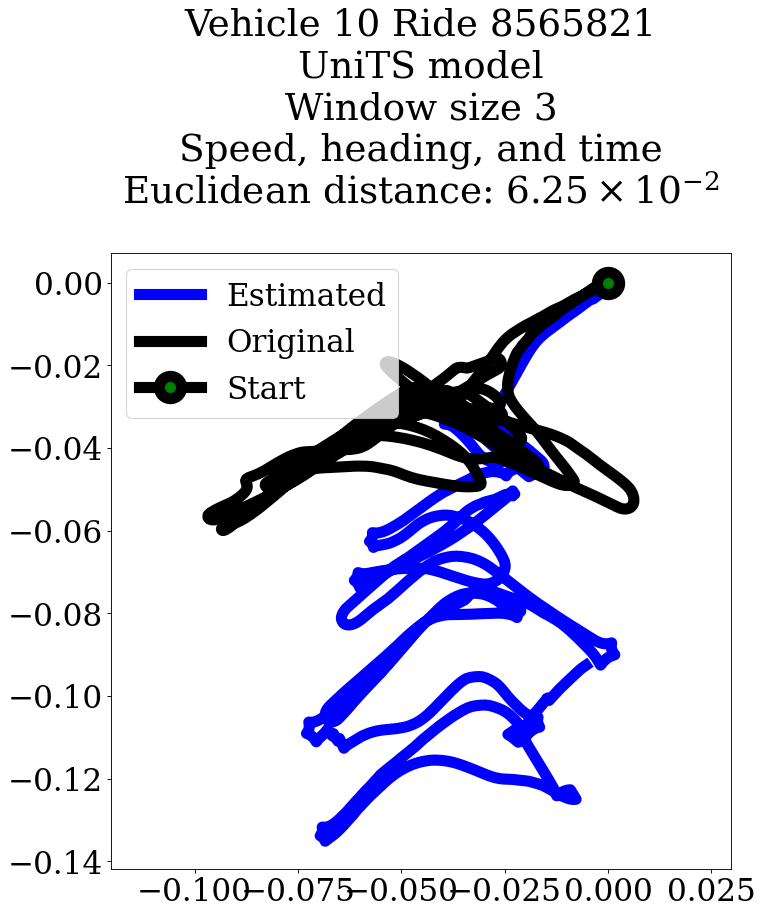 Vehicle 10 Ride 8565821
UniTS model
Window size 3
Speed, heading, and time
Euclidean distance: 6.25 × 10⁻²
Estimated
Original
Start
0.00
−0.02
−0.04
−0.06
−0.08
−0.10
−0.12
−0.14
−0.100 −0.075 −0.050 −0.025 0.000 0.025